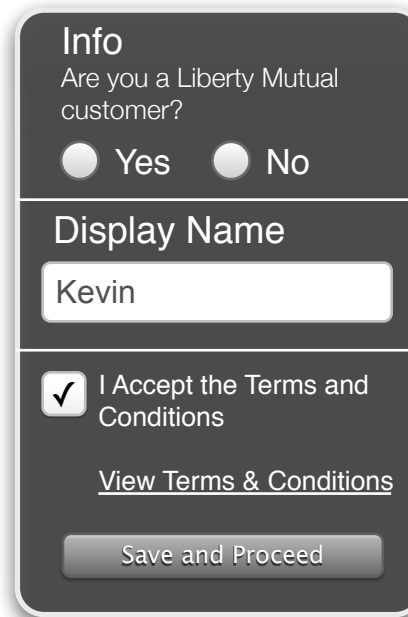 Info
Are you a Liberty Mutual
customer?
Yes No
Display Name
Kevin
I Accept the Terms and
Conditions
View Terms & Conditions
Save and Proceed